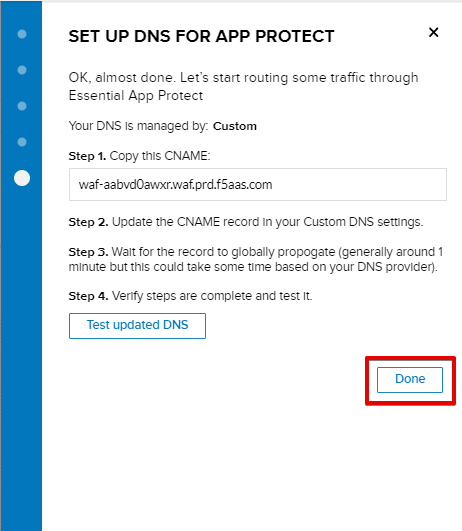 SET UP DNS FOR APP PROTECT
OK, almost done. Let's start routing some traffic through
Essential App Protect
Your DNS is managed by: Custom
Step 1. Copy this CNAME:
waf-aabvd0awxr.waf.prd.f5aas.com
Step 2. Update the CNAME record in your Custom DNS settings.
Step 3. Wait for the record to globally propogate (generally around 1
minute but this could take some time based on your DNS provider).
Step 4. Verify steps are complete and test it.
Test updated DNS
Done